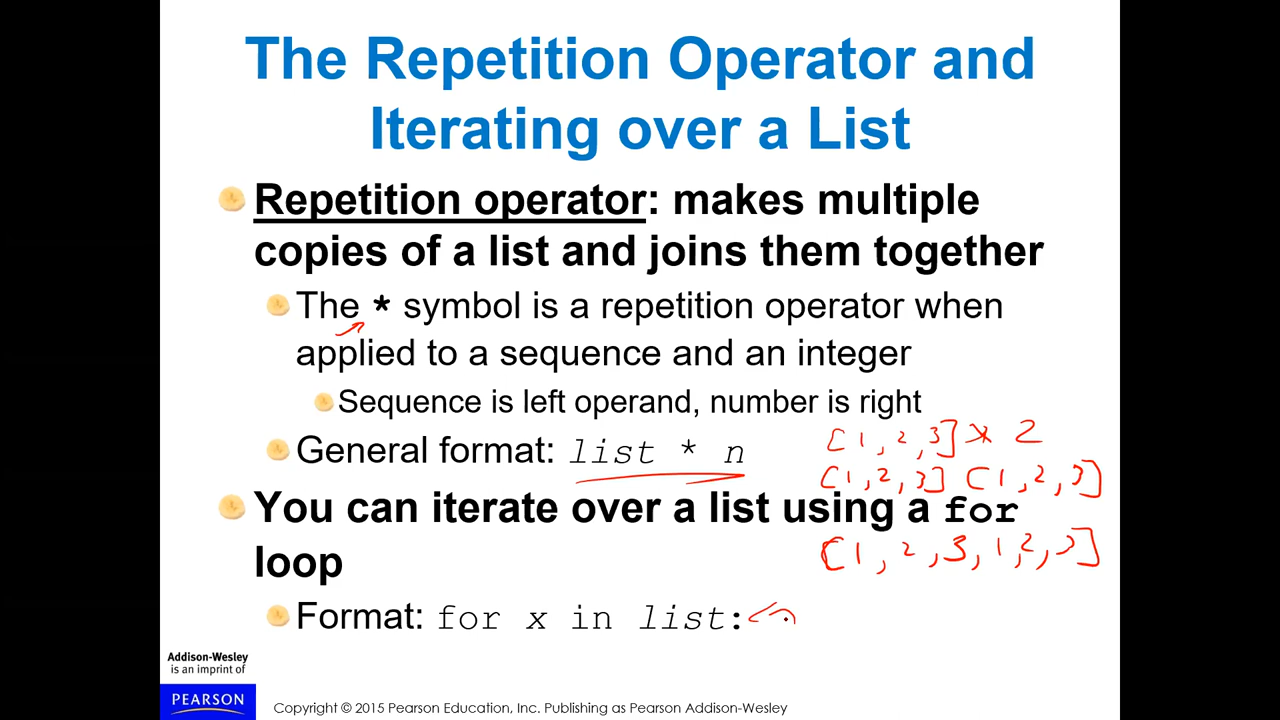 The Repetition Operator and
Iterating over a List
Repetition operator: makes multiple
copies of a list and joins them together
The * symbol is a repetition operator when
applied to a sequence and an integer
Sequence is left operand, number is right
General format: list * n
[1, 2, 3] * 2
[1, 2, 3] [1, 2, 3]
You can iterate over a list using a for
loop
[1, 2, 3, 1, 2, 3]
Format: for x in list:
Addison-Wesley
is an imprint of
PEARSON
Copyright © 2015 Pearson Education, Inc. Publishing as Pearson Addison-Wesley